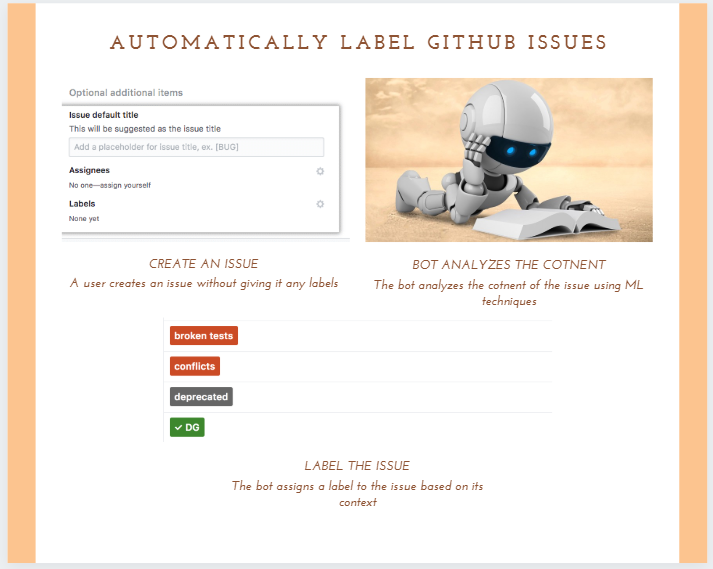 AUTOMATICALLY LABEL GITHUB ISSUES
Optional additional items
Issue default title
This will be suggested as the issue title
Add a placeholder for issue title, ex. [BUG]
Assignees
No one—assign yourself
Labels
None yet
CREATE AN ISSUE
A user creates an issue without giving it any labels
BOT ANALYZES THE COTNENT
The bot analyzes the cotnent of the issue using ML
techniques
broken tests
conflicts
deprecated
✓ DG
LABEL THE ISSUE
The bot assigns a label to the issue based on its
context